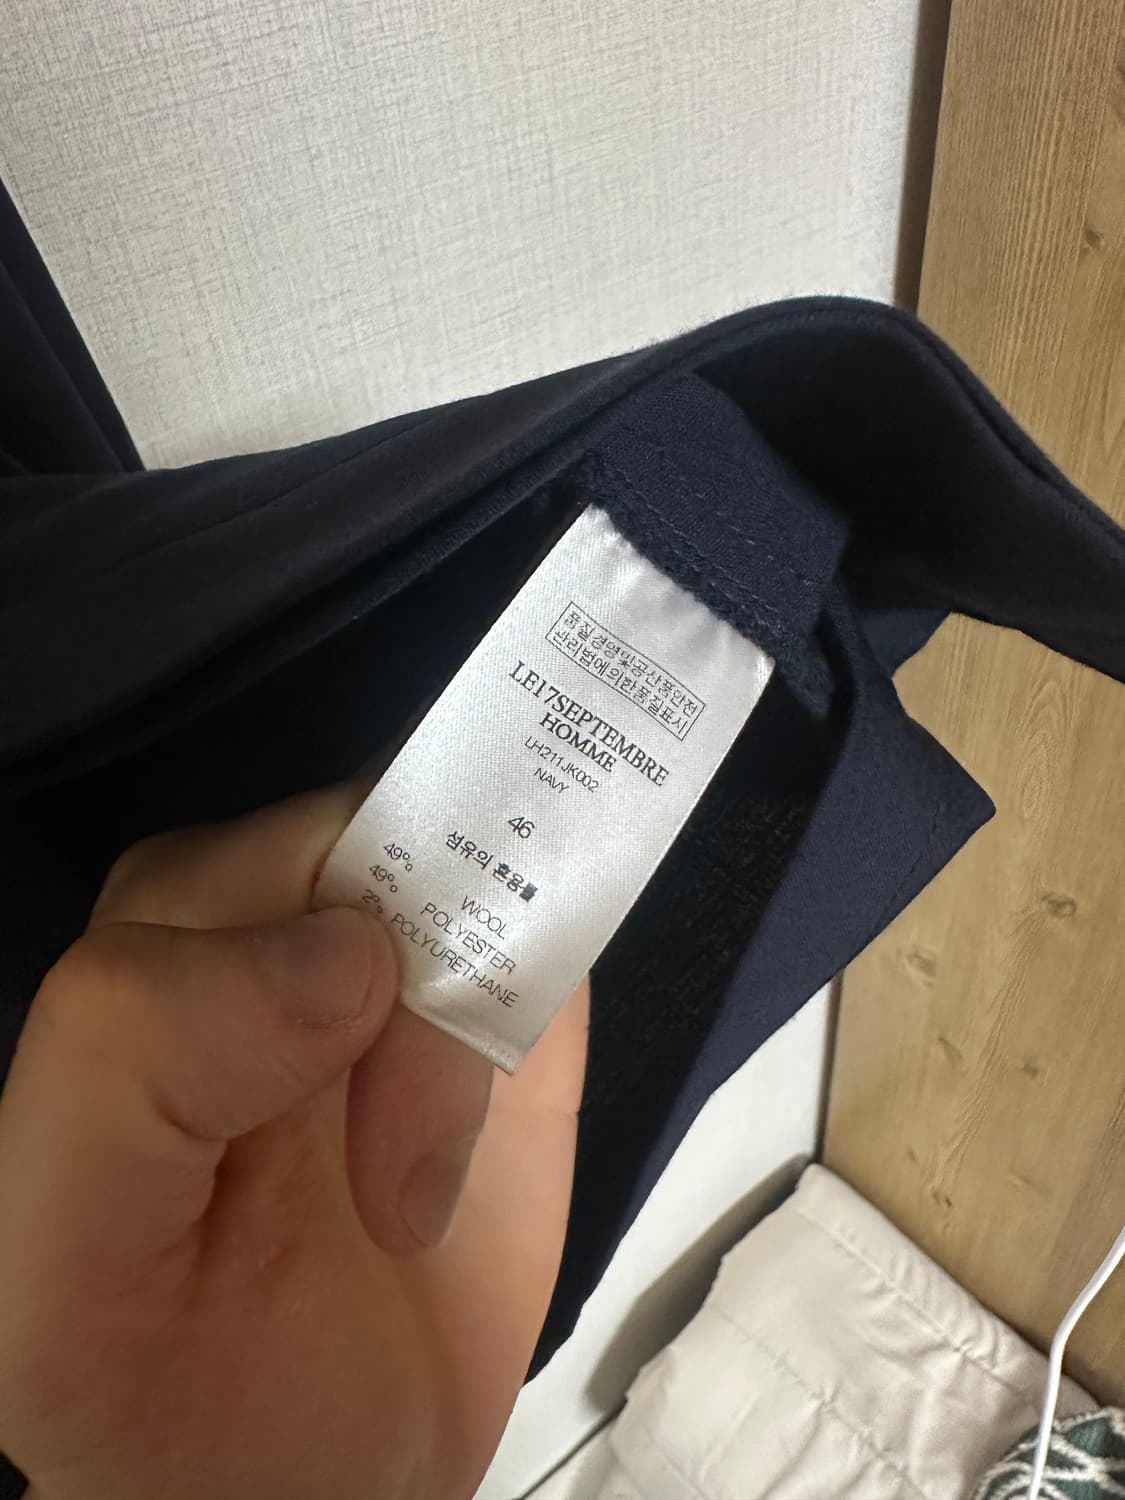 품질경영및공산품안전
관리법에의한품질표시
LE17SEPTEMBRE
HOMME
LH211JK002
NAVY
46
섬유의 혼용률
49% WOOL
49% POLYESTER
2% POLYURETHANE